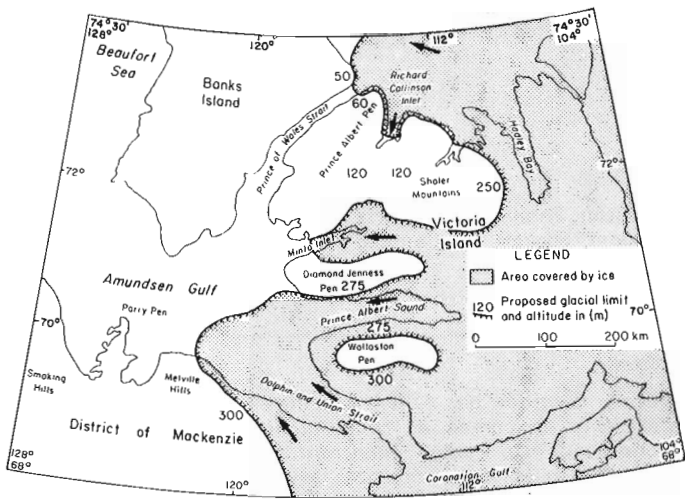 74°30'
128°
120°
112°
74°30'
104°
Beaufort
Sea
Banks
Island
50
60
Richard
Collinson
Inlet
Prince of Wales Strait
Prince Albert Pen
Hadley Bay
72°
72°
120
120
Shaler
Mountains
250
Victoria
Island
Minto Inlet
Diamond Jenness
Pen 275
Amundsen Gulf
Parry Pen
Prince Albert Sound
275
Wollaston
Pen
300
70°
70°
LEGEND
Area covered by ice
120 Proposed glacial limit
and altitude in (m)
0 100 200 km
Smoking
Hills
Melville
Hills
300
Dolphin and Union Strait
District of Mackenzie
Coronation Gulf
128°
68°
120°
112°
104°
68°